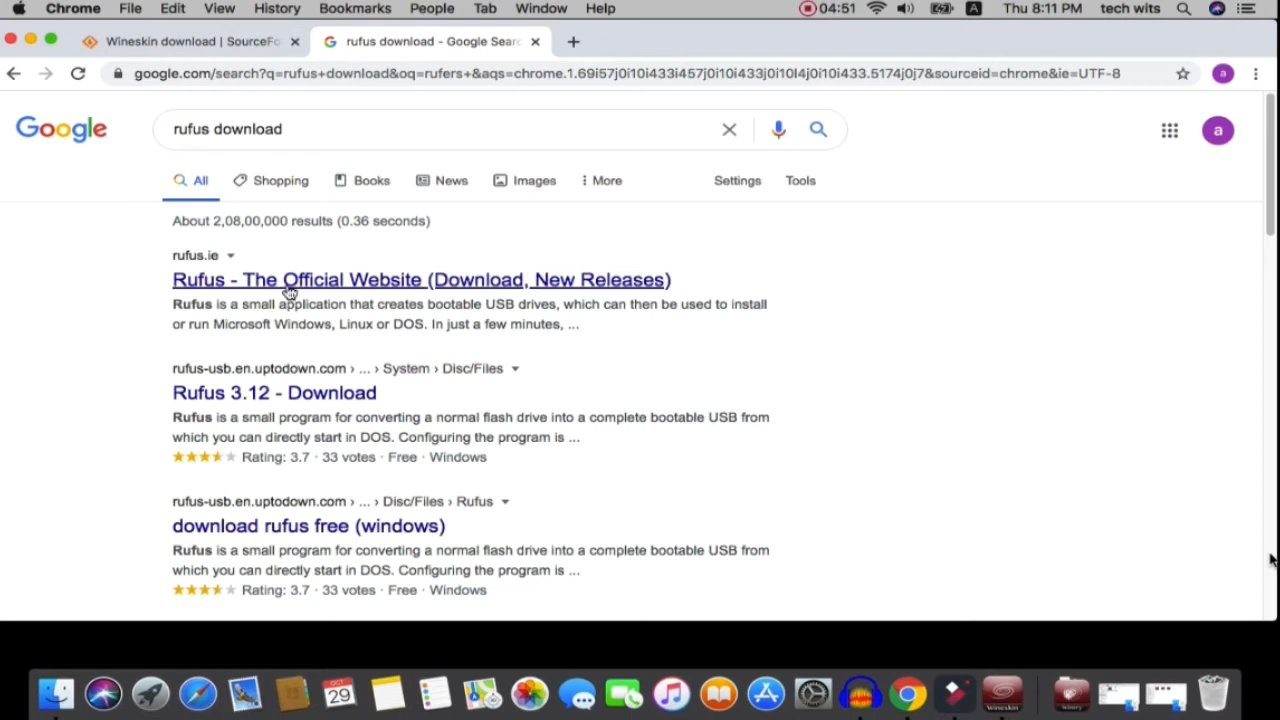 Chrome File Edit View History Bookmarks People Tab Window Help 04:51 A Thu 8:11 PM tech wits
Wineskin download | SourceFo rufus download - Google Searc
google.com/search?q=rufus+download&oq=rufers+&aqs=chrome.1.69i57j0i10i433i457j0i10i433j0i10l4j0i10i433.5174j0j7&sourceid=chrome&ie=UTF-8 a
Google rufus download a
All Shopping Books News Images More Settings Tools
About 2,08,00,000 results (0.36 seconds)
rufus.ie
Rufus - The Official Website (Download, New Releases)
Rufus is a small application that creates bootable USB drives, which can then be used to install
or run Microsoft Windows, Linux or DOS. In just a few minutes, ...
rufus-usb.en.uptodown.com › ... › System › Disc/Files
Rufus 3.12 - Download
Rufus is a small program for converting a normal flash drive into a complete bootable USB from
which you can directly start in DOS. Configuring the program is ...
Rating: 3.7 · 33 votes · Free · Windows
rufus-usb.en.uptodown.com › ... › Disc/Files › Rufus
download rufus free (windows)
Rufus is a small program for converting a normal flash drive into a complete bootable USB from
which you can directly start in DOS. Configuring the program is ...
Rating: 3.7 · 33 votes · Free · Windows
OCT
29
Wineskin